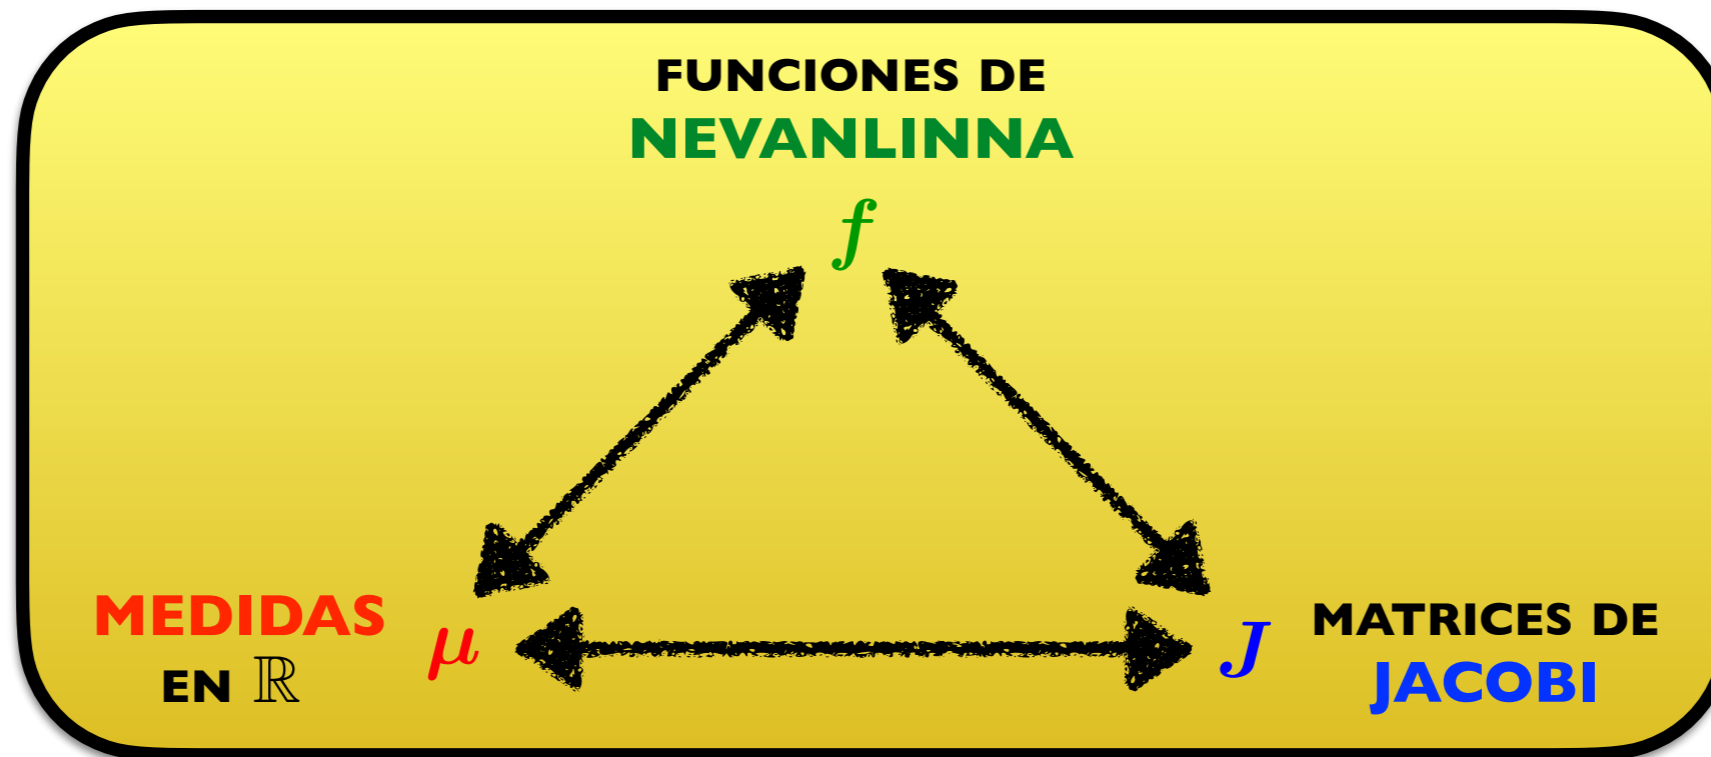 FUNCIONES DE
NEVANLINNA
f
MEDIDAS
EN ℝ
μ
J
MATRICES DE
JACOBI